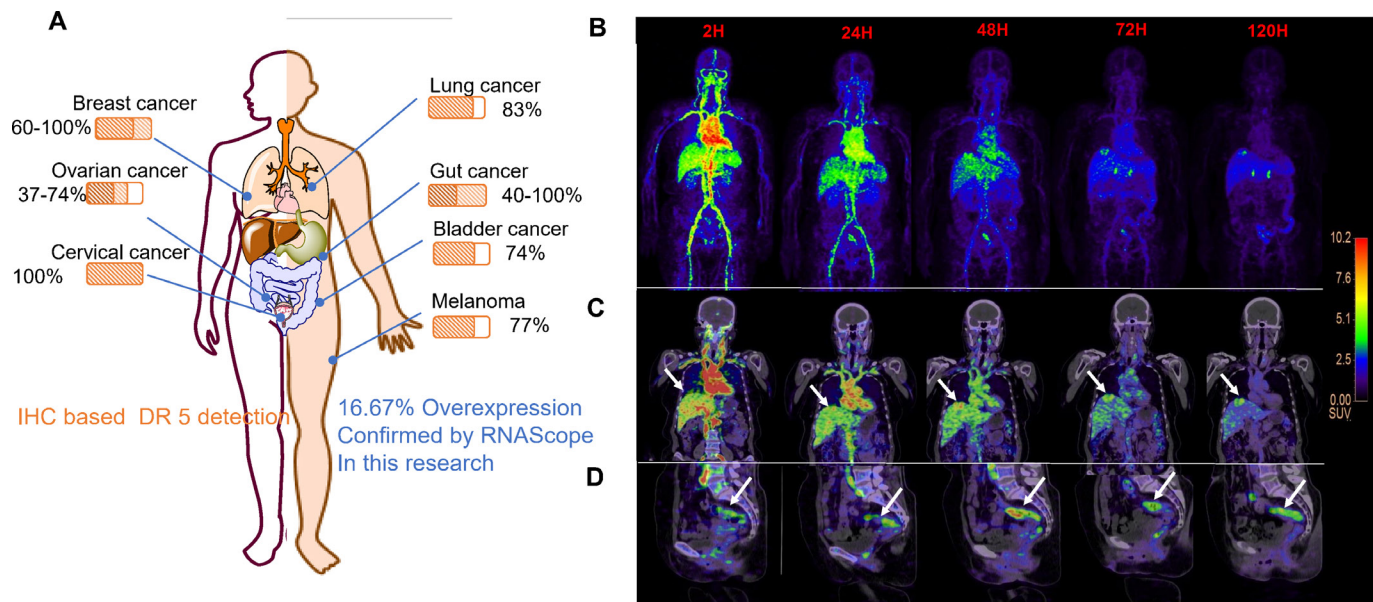 A
Breast cancer
60-100%
Ovarian cancer
37-74%
Cervical cancer
100%
Lung cancer
83%
Gut cancer
40-100%
Bladder cancer
74%
Melanoma
77%
IHC based DR 5 detection
16.67% Overexpression
Confirmed by RNAScope
In this research
B
2H
24H
48H
72H
120H
C
D
10.2
7.6
5.1
2.5
0.00
SUV